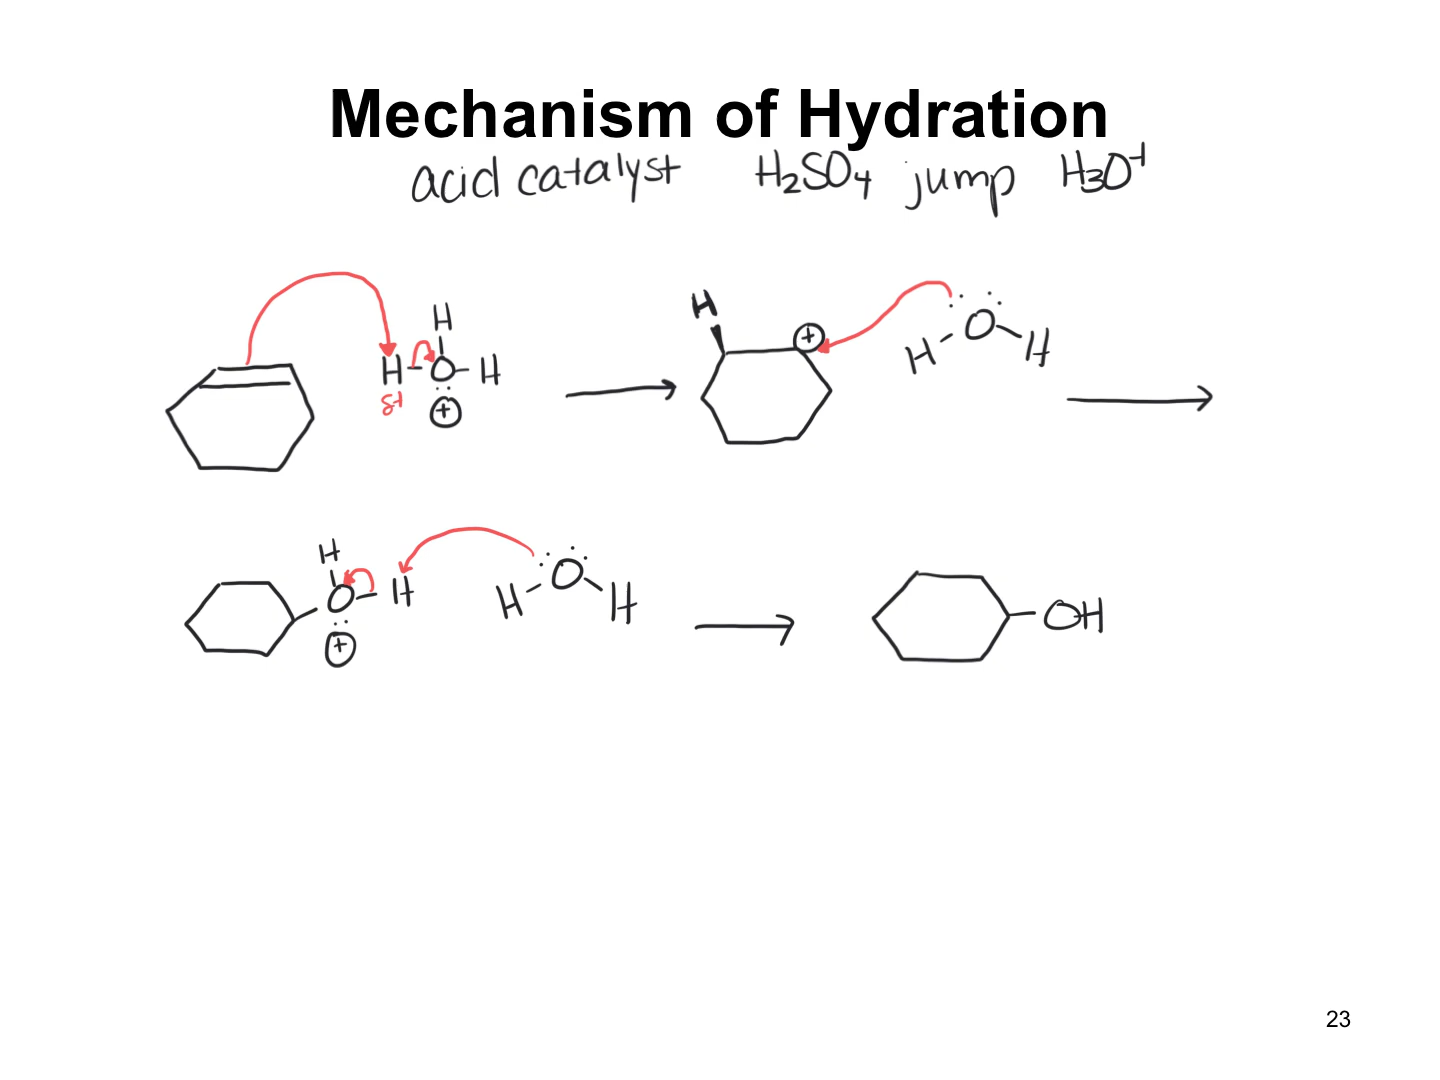 Mechanism of Hydration
acid catalyst H2SO4 jump H3O+
H
H O H
δ+ +
H
+
H O H
H
O H
+
H O H
OH
23